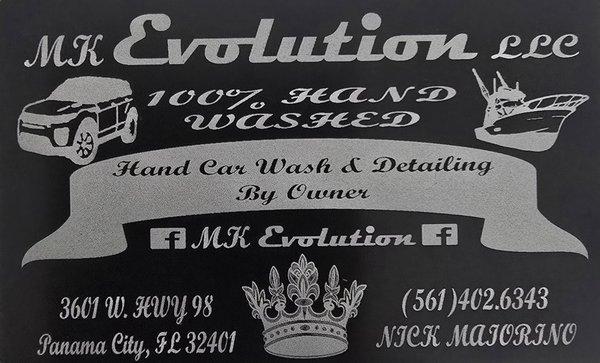 MK Evolution LLC
100% HAND
WASHED
Hand Car Wash & Detailing
By Owner
f MK Evolution f
3601 W. HWY 98
Panama City, FL 32401
(561)402.6343
NICK MAIORINO